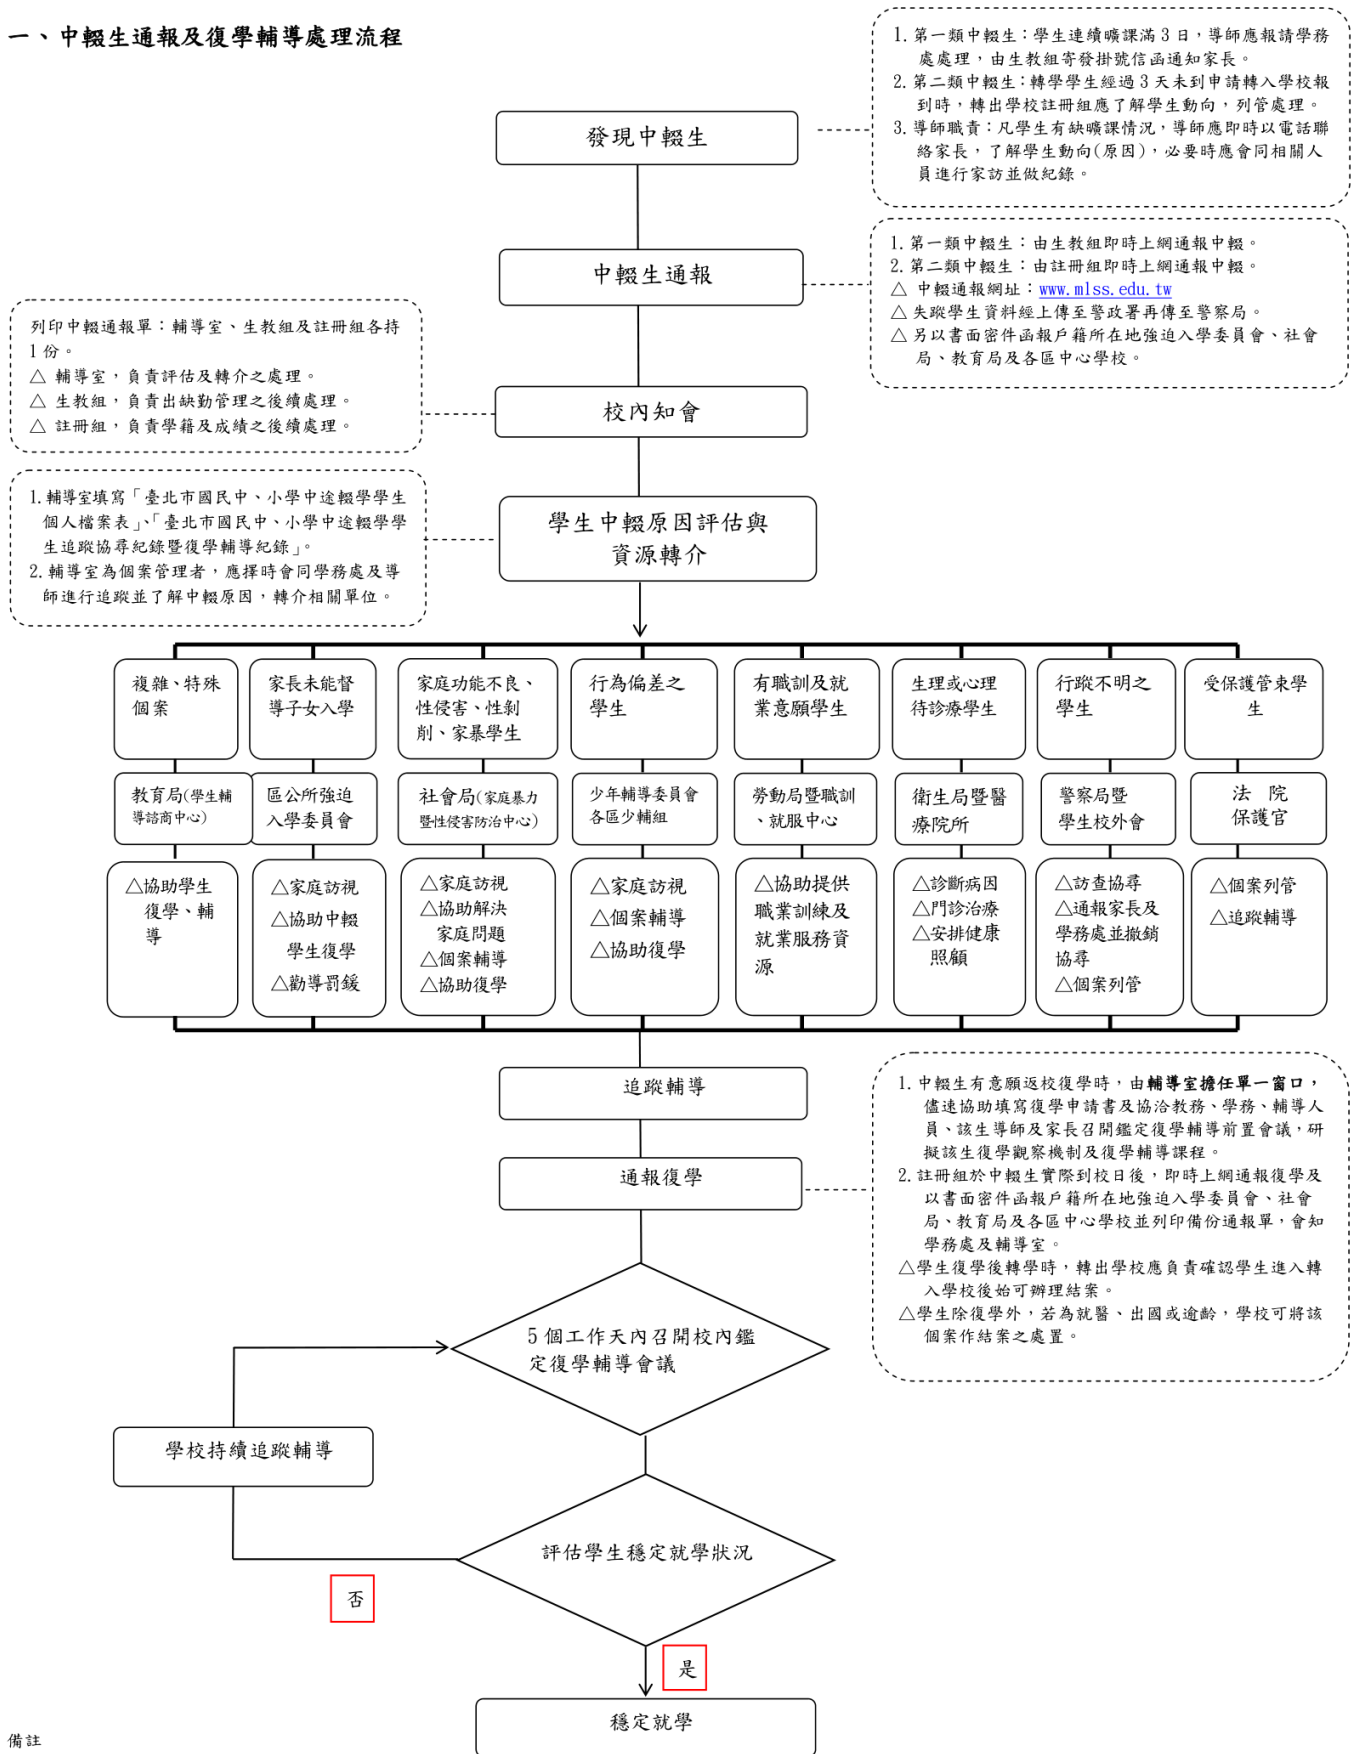 一、中輟生通報及復學輔導處理流程
1. 第一類中輟生：學生連續曠課滿 3 日，導師應報請學務
處處理，由生教組寄發掛號信函通知家長。
2. 第二類中輟生：轉學學生經過 3 天未到申請轉入學校報
到時，轉出學校註冊組應了解學生動向，列管處理。
3. 導師職責：凡學生有缺曠課情況，導師應即時以電話聯
絡家長，了解學生動向(原因)，必要時應會同相關人
員進行家訪並做紀錄。
發現中輟生
1. 第一類中輟生：由生教組即時上網通報中輟。
2. 第二類中輟生：由註冊組即時上網通報中輟。
△ 中輟通報網址：www.mlss.edu.tw
△ 失蹤學生資料經上傳至警政署再傳至警察局。
△ 另以書面密件函報戶籍所在地強迫入學委員會、社會
局、教育局及各區中心學校。
中輟生通報
列印中輟通報單：輔導室、生教組及註冊組各持
1 份。
△ 輔導室，負責評估及轉介之處理。
△ 生教組，負責出缺勤管理之後續處理。
△ 註冊組，負責學籍及成績之後續處理。
校內知會
1. 輔導室填寫「臺北市國民中、小學中途輟學學生
個人檔案表」、「臺北市國民中、小學中途輟學學
生追蹤協尋紀錄暨復學輔導紀錄」。
2. 輔導室為個案管理者，應擇時會同學務處及導
師進行追蹤並了解中輟原因，轉介相關單位。
學生中輟原因評估與
資源轉介
複雜、特殊
個案
家長未能督
導子女入學
家庭功能不良、
性侵害、性剝
削、家暴學生
行為偏差之
學生
有職訓及就
業意願學生
生理或心理
待診療學生
行蹤不明之
學生
受保護管束學
生
教育局(學生輔
導諮商中心)
區公所強迫
入學委員會
社會局(家庭暴力
暨性侵害防治中心)
少年輔導委員會
各區少輔組
勞動局暨職訓
、就服中心
衛生局暨醫
療院所
警察局暨
學生校外會
法 院
保護官
△協助學生
復學、輔
導
△家庭訪視
△協助中輟
學生復學
△勸導罰鍰
△家庭訪視
△協助解決
家庭問題
△個案輔導
△協助復學
△家庭訪視
△個案輔導
△協助復學
△協助提供
職業訓練及
就業服務資
源
△診斷病因
△門診治療
△安排健康
照顧
△訪查協尋
△通報家長及
學務處並撤銷
協尋
△個案列管
△個案列管
△追蹤輔導
追蹤輔導
1. 中輟生有意願返校復學時，由輔導室擔任單一窗口，
儘速協助填寫復學申請書及協洽教務、學務、輔導人
員、該生導師及家長召開鑑定復學輔導前置會議，研
擬該生復學觀察機制及復學輔導課程。
2. 註冊組於中輟生實際到校日後，即時上網通報復學及
以書面密件函報戶籍所在地強迫入學委員會、社會
局、教育局及各區中心學校並列印備份通報單，會知
學務處及輔導室。
△學生復學後轉學時，轉出學校應負責確認學生進入轉
入學校後始可辦理結案。
△學生除復學外，若為就醫、出國或逾齡，學校可將該
個案作結案之處置。
通報復學
5 個工作天內召開校內鑑
定復學輔導會議
學校持續追蹤輔導
評估學生穩定就學狀況
否
是
穩定就學
備註